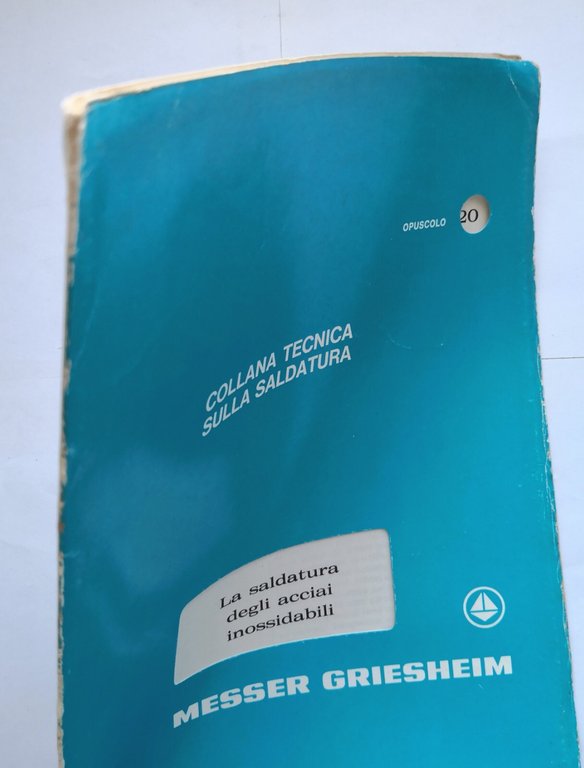 OPUSCOLO 20
COLLANA TECNICA
SULLA SALDATURA
La saldatura
degli acciai
inossidabili
MESSER GRIESHEIM